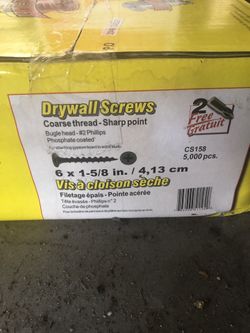 Drywall Screws
Coarse thread - Sharp point
Bugle head - #2 Phillips
Phosphate coated
2 Free
Gratuit
CS158
5,000 pcs.
6 x 1-5/8 in. / 4,13 cm
Vis à cloison sèche
Filetage épais - Pointe acérée
Tête évasée - Phillips n° 2
Couche de phosphate